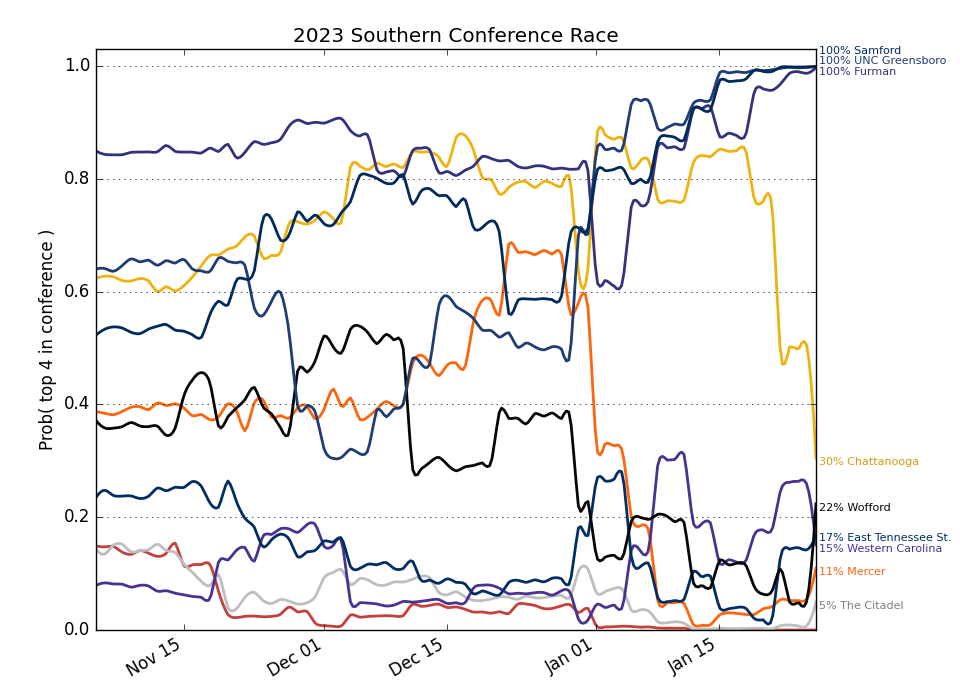 2023 Southern Conference Race
Prob( top 4 in conference )
1.0
0.8
0.6
0.4
0.2
0.0
Nov 15
Dec 01
Dec 15
Jan 01
Jan 15
100% Samford
100% UNC Greensboro
100% Furman
30% Chattanooga
22% Wofford
17% East Tennessee St.
15% Western Carolina
11% Mercer
5% The Citadel